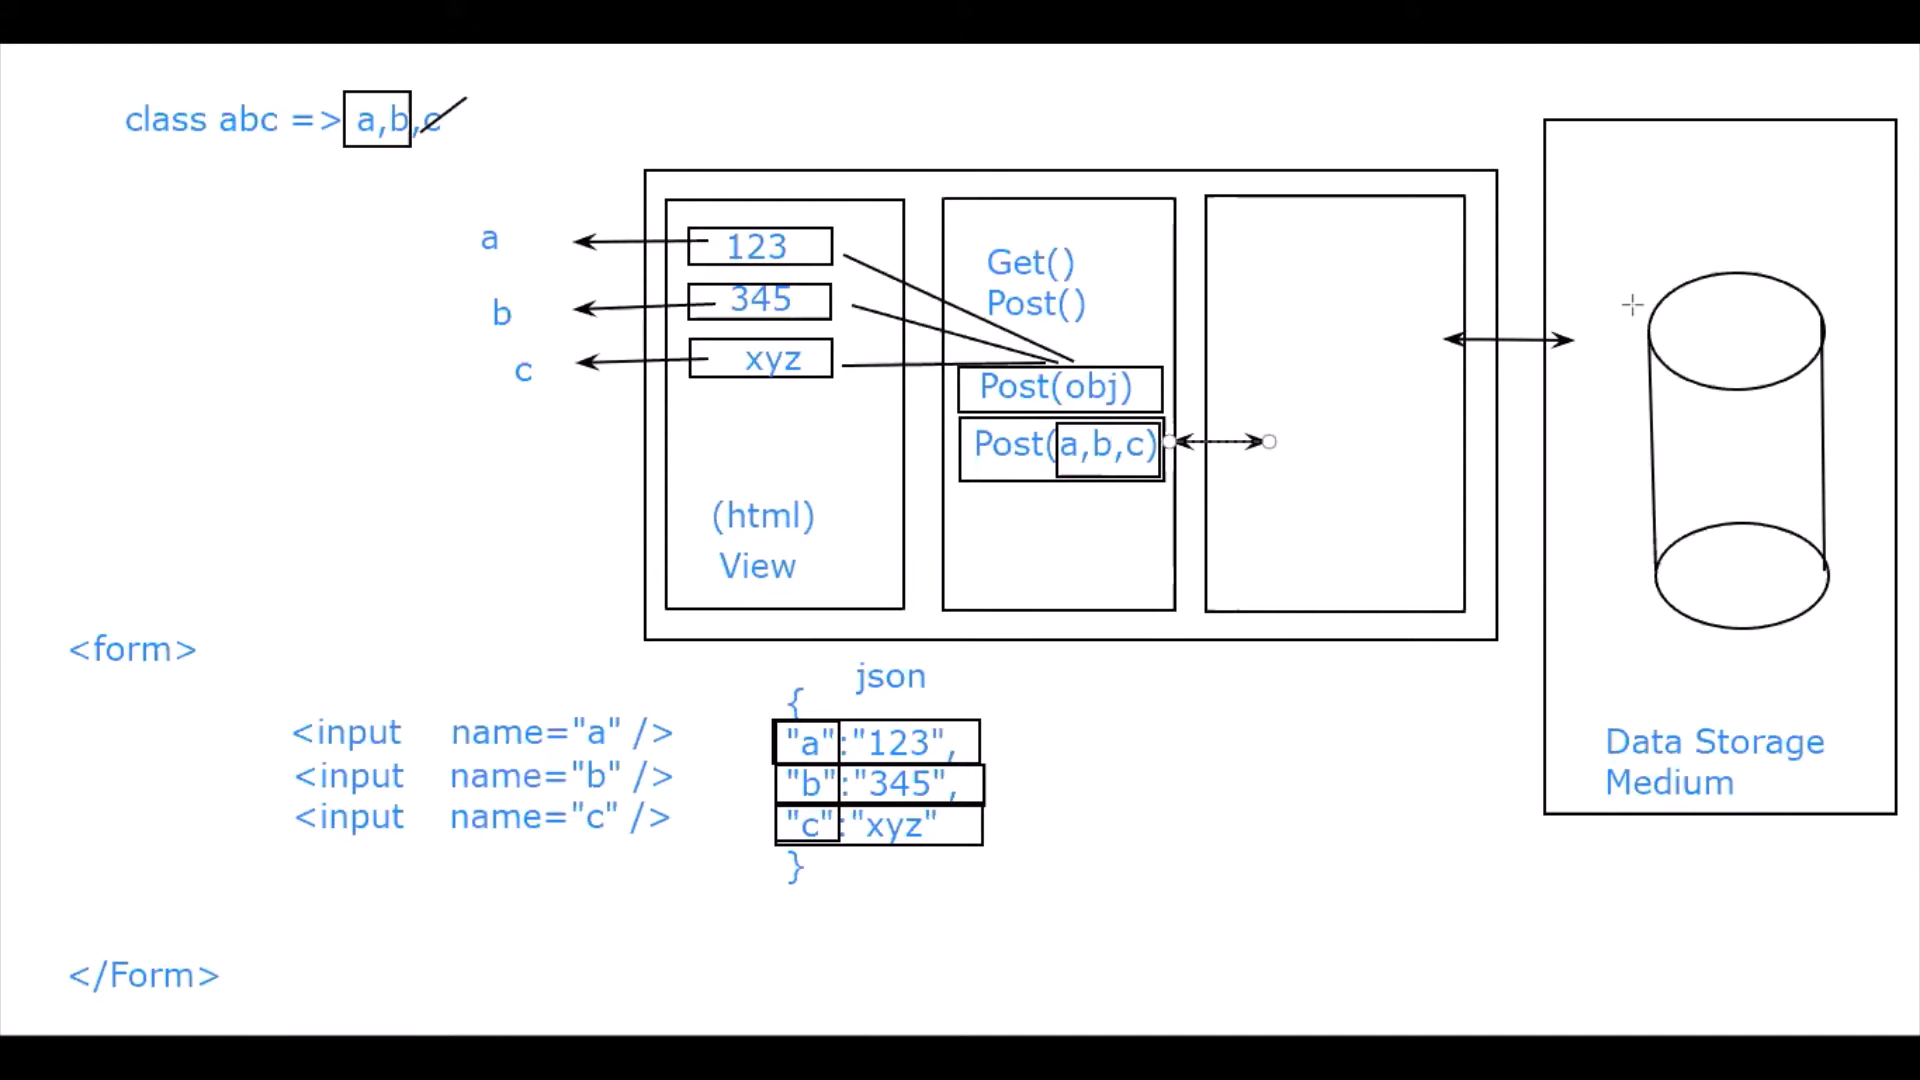 class abc => a,b,c
a
b
c
123
345
xyz
(html)
View
Get()
Post()
Post(obj)
Post(a,b,c)
Data Storage
Medium
<form>
<input name="a" />
<input name="b" />
<input name="c" />
</Form>
json
{
"a":"123",
"b":"345",
"c":"xyz"
}